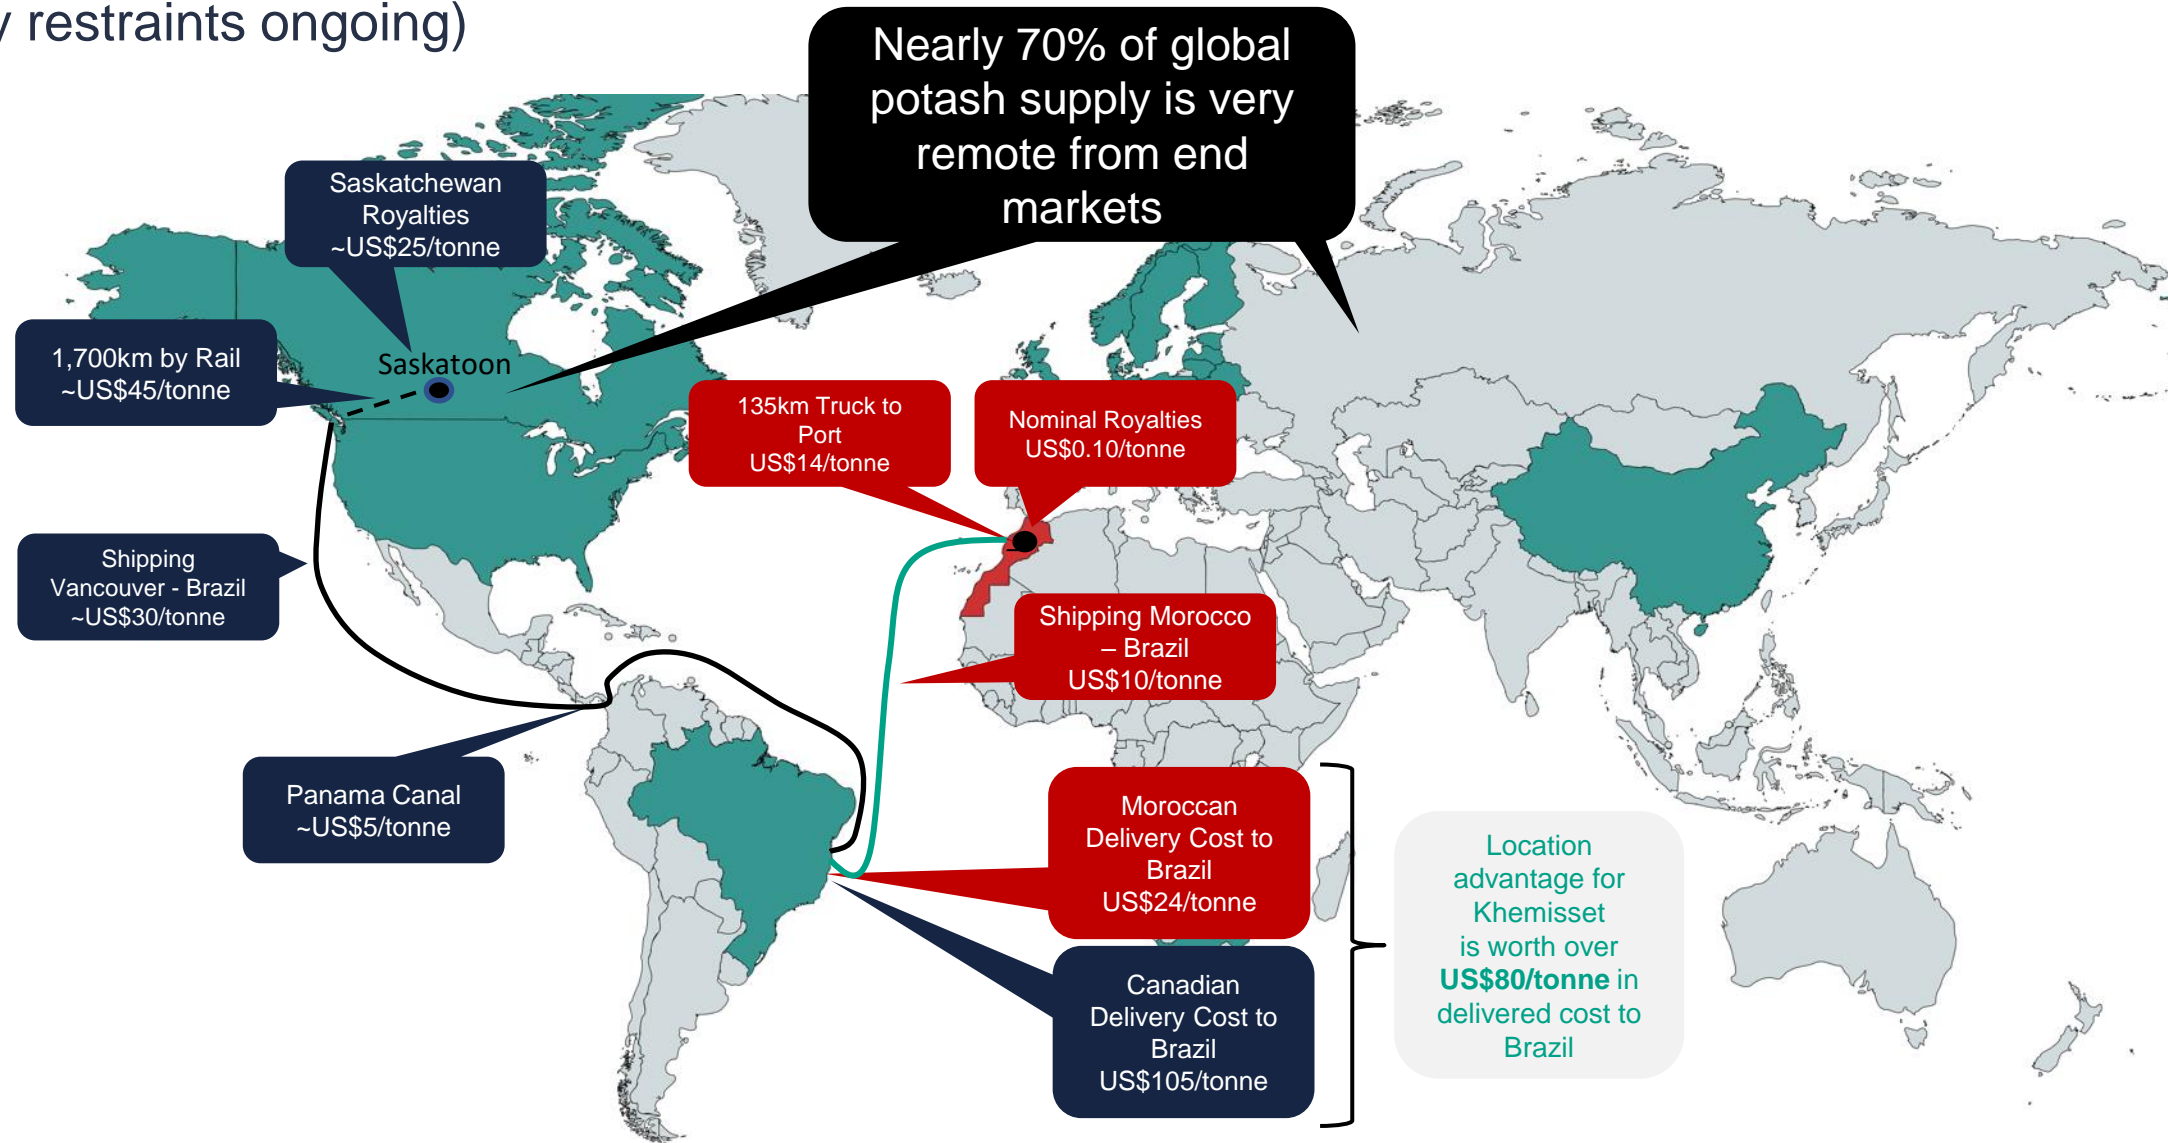 y restraints ongoing)
Nearly 70% of global
potash supply is very
remote from end
markets
Saskatchewan
Royalties
~US$25/tonne
1,700km by Rail
~US$45/tonne
Saskatoon
135km Truck to
Port
US$14/tonne
Nominal Royalties
US$0.10/tonne
Shipping
Vancouver - Brazil
~US$30/tonne
Shipping Morocco
– Brazil
US$10/tonne
Panama Canal
~US$5/tonne
Moroccan
Delivery Cost to
Brazil
US$24/tonne
Canadian
Delivery Cost to
Brazil
US$105/tonne
Location
advantage for
Khemisset
is worth over
US$80/tonne in
delivered cost to
Brazil